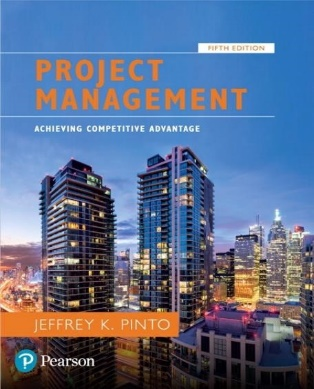 FIFTH EDITION
PROJECT
MANAGEMENT
ACHIEVING COMPETITIVE ADVANTAGE
JEFFREY K. PINTO
Pearson